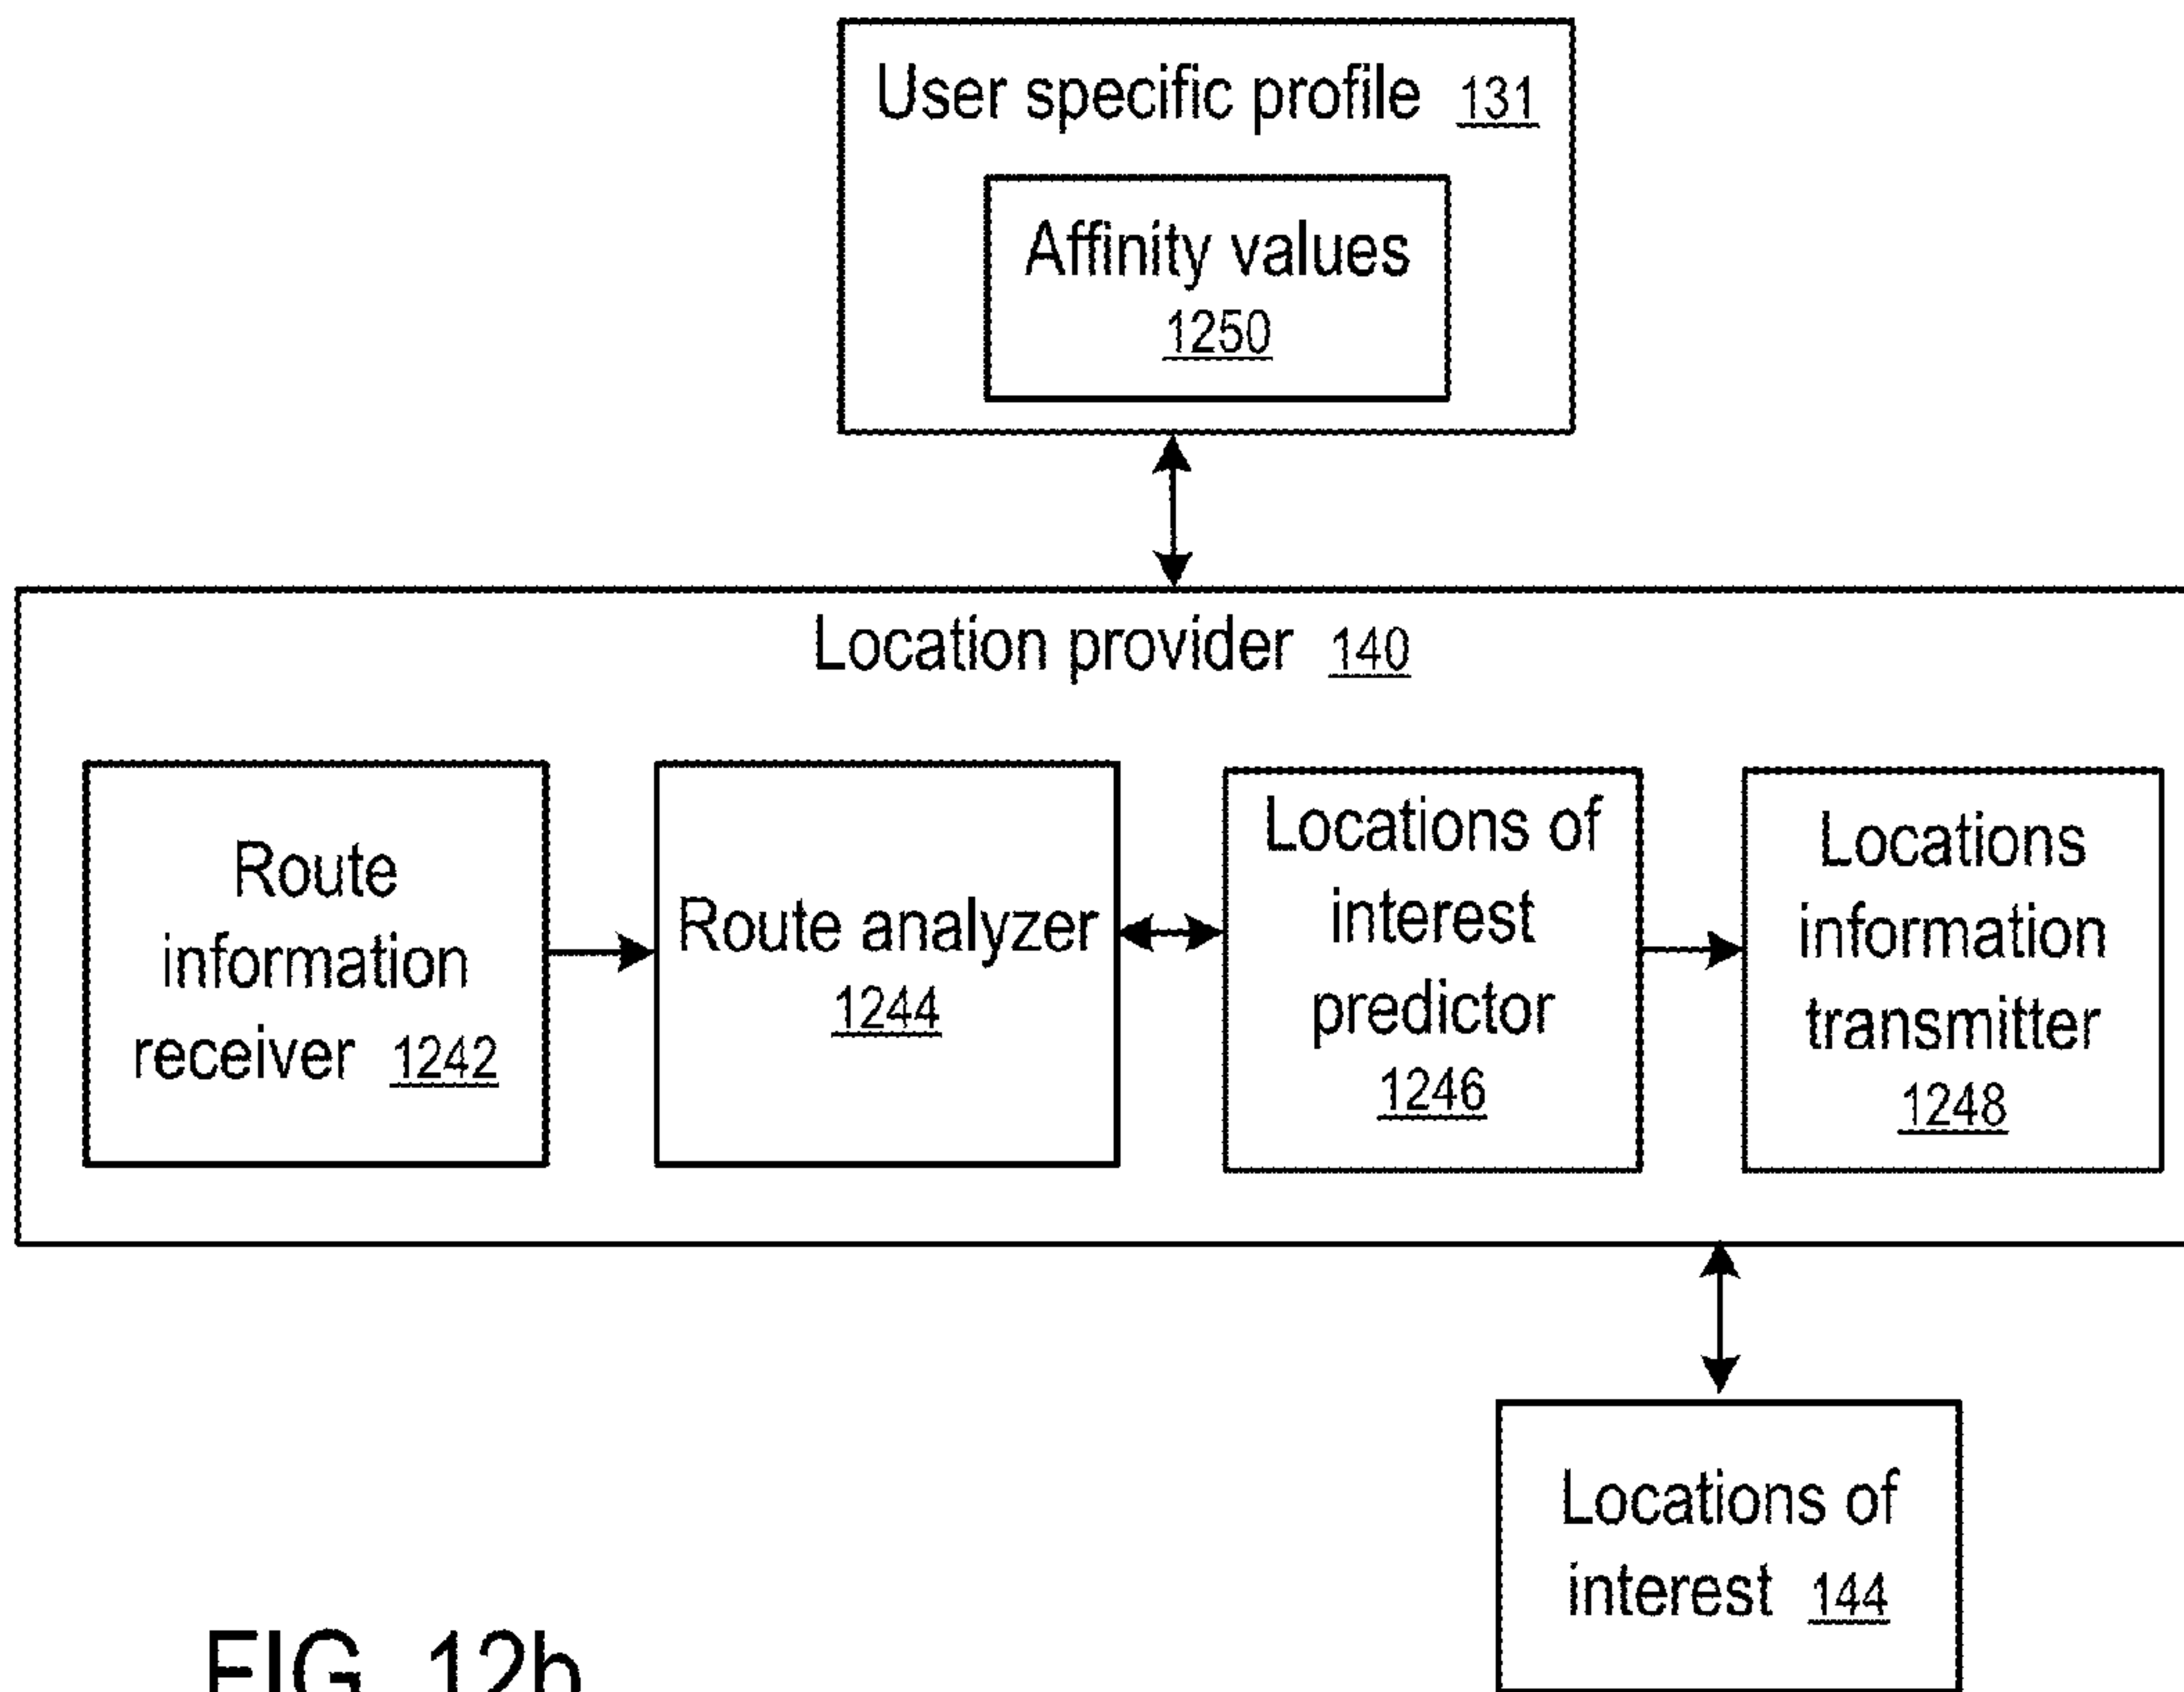 User specific profile 131
Affinity values
1250
Location provider 140
Route
information
receiver 1242
Route analyzer
1244
Locations of
interest
predictor
1246
Locations
information
transmitter
1248
Locations of
interest 144
FIG. 12b